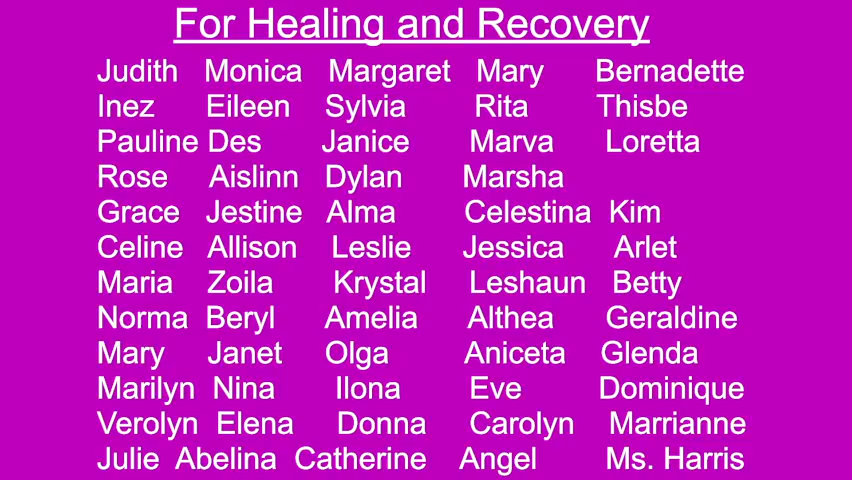 For Healing and Recovery
Judith Monica Margaret Mary Bernadette
Inez Eileen Sylvia Rita Thisbe
Pauline Des Janice Marva Loretta
Rose Aislinn Dylan Marsha
Grace Jestine Alma Celestina Kim
Celine Allison Leslie Jessica Arlet
Maria Zoila Krystal Leshaun Betty
Norma Beryl Amelia Althea Geraldine
Mary Janet Olga Aniceta Glenda
Marilyn Nina Ilona Eve Dominique
Verolyn Elena Donna Carolyn Marrianne
Julie Abelina Catherine Angel Ms. Harris